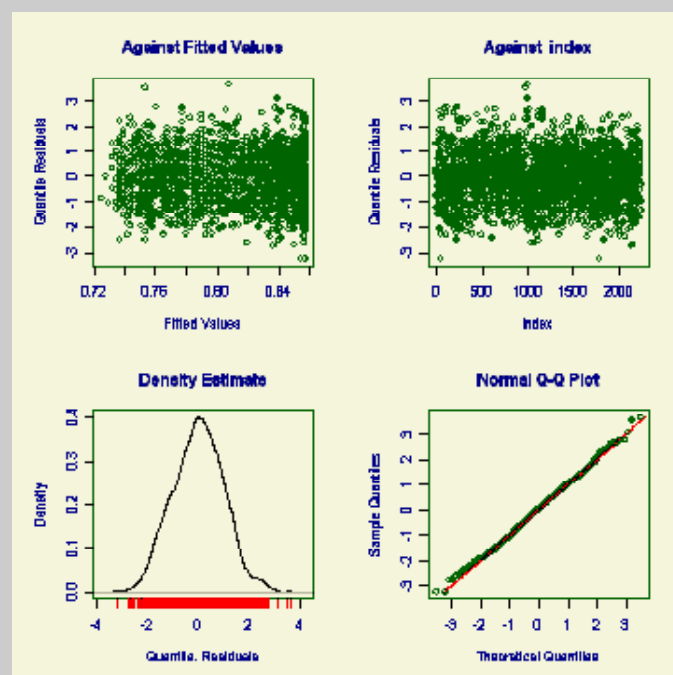 Against Fitted Values
Quantile Residuals
3
2
1
0
-1
-2
-3
0.72 0.76 0.80 0.84
Fitted Values
Against index
Quantile Residuals
3
2
1
0
-1
-2
-3
0 500 1000 1500 2000
Index
Density Estimate
Density
0.4
0.3
0.2
0.1
0.0
-4 -2 0 2 4
Quantile. Residuals
Normal Q-Q Plot
Sample Quantiles
3
2
1
0
-1
-2
-3
-3 -2 -1 0 1 2 3
Theoretical Quantiles